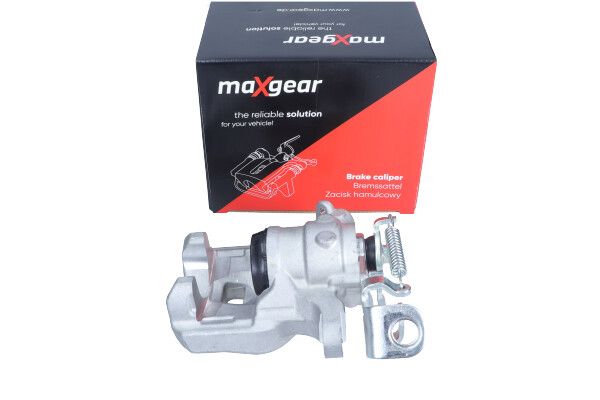 www.maxgear.de
the reliable solution
for your vehicle!
maXgear
maXgear
the reliable solution
for your vehicle!
Brake caliper
Bremssattel
Zacisk hamulcowy